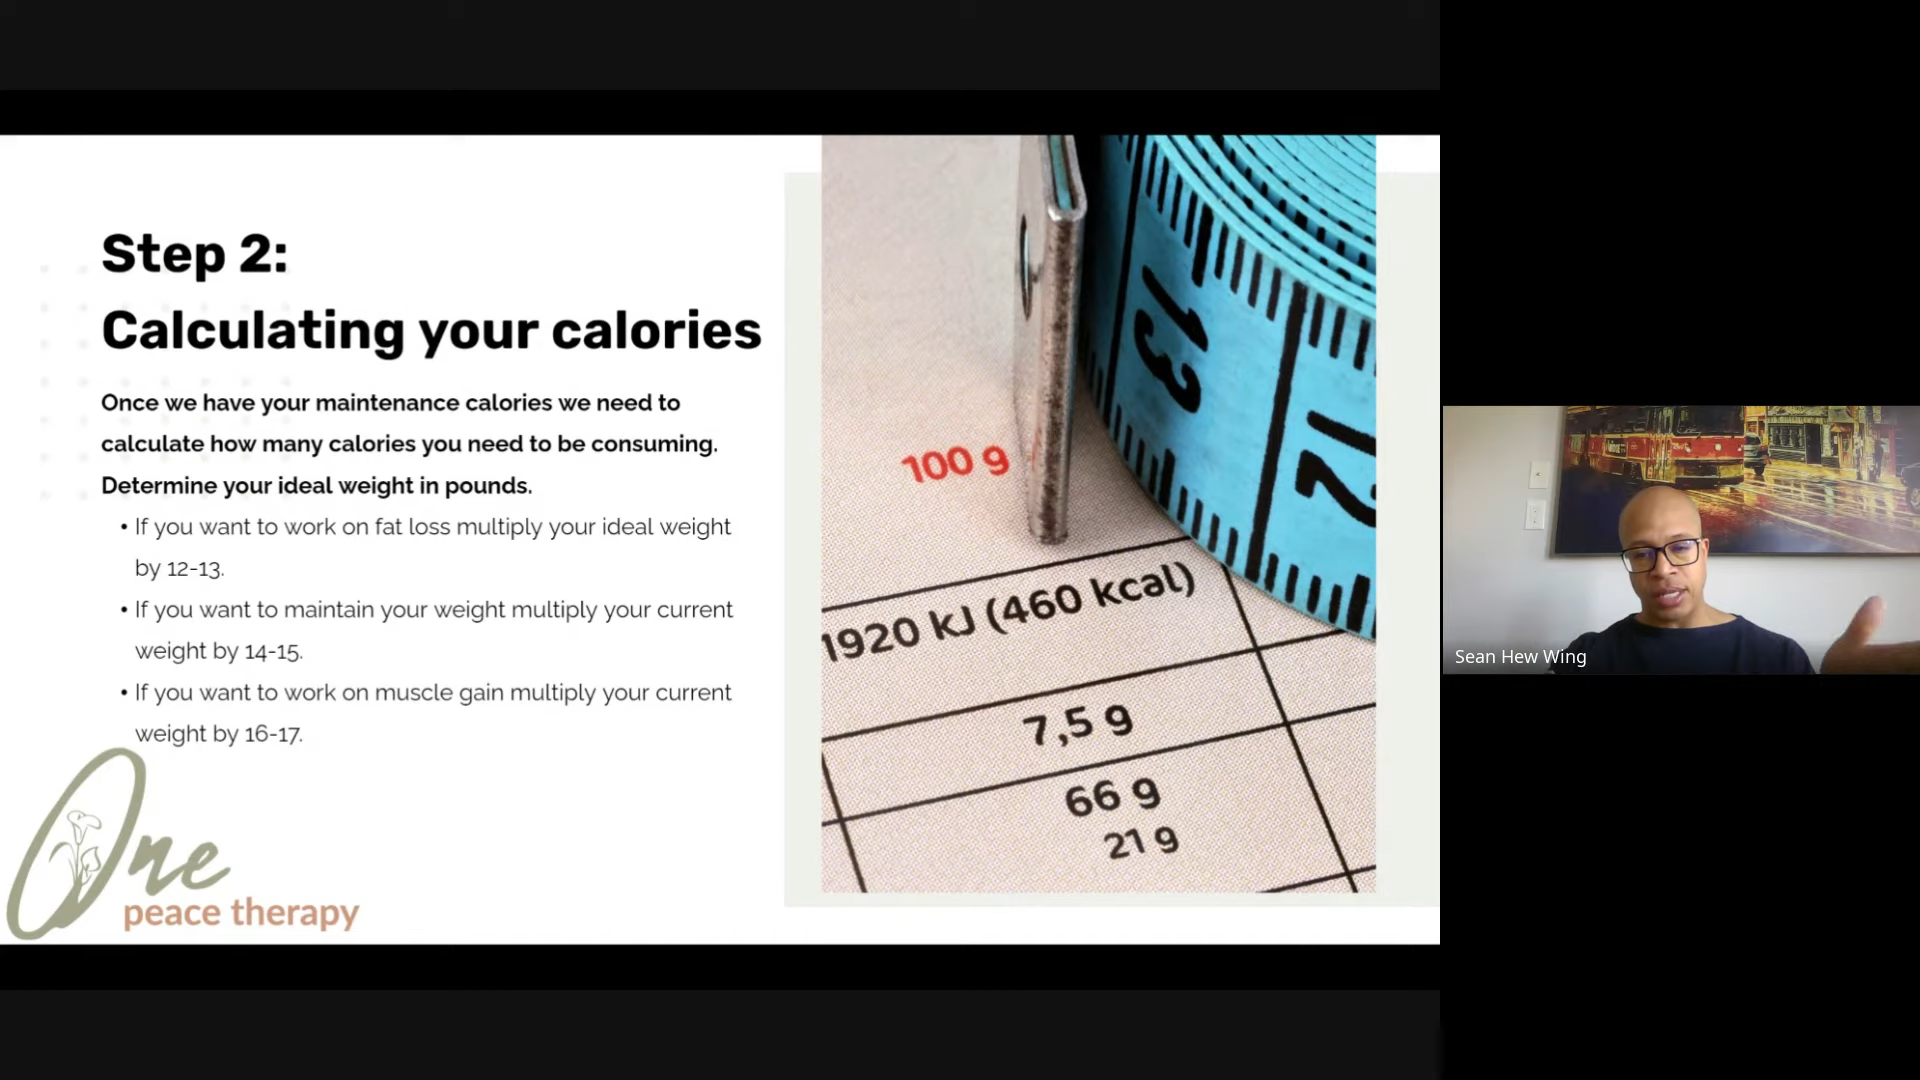 Step 2:
Calculating your calories
Once we have your maintenance calories we need to
calculate how many calories you need to be consuming.
Determine your ideal weight in pounds.
• If you want to work on fat loss multiply your ideal weight
by 12-13.
• If you want to maintain your weight multiply your current
weight by 14-15.
• If you want to work on muscle gain multiply your current
weight by 16-17.
One
peace therapy
100 g
1920 kJ (460 kcal)
7,5 g
66 g
21 g
13
12
Sean Hew Wing